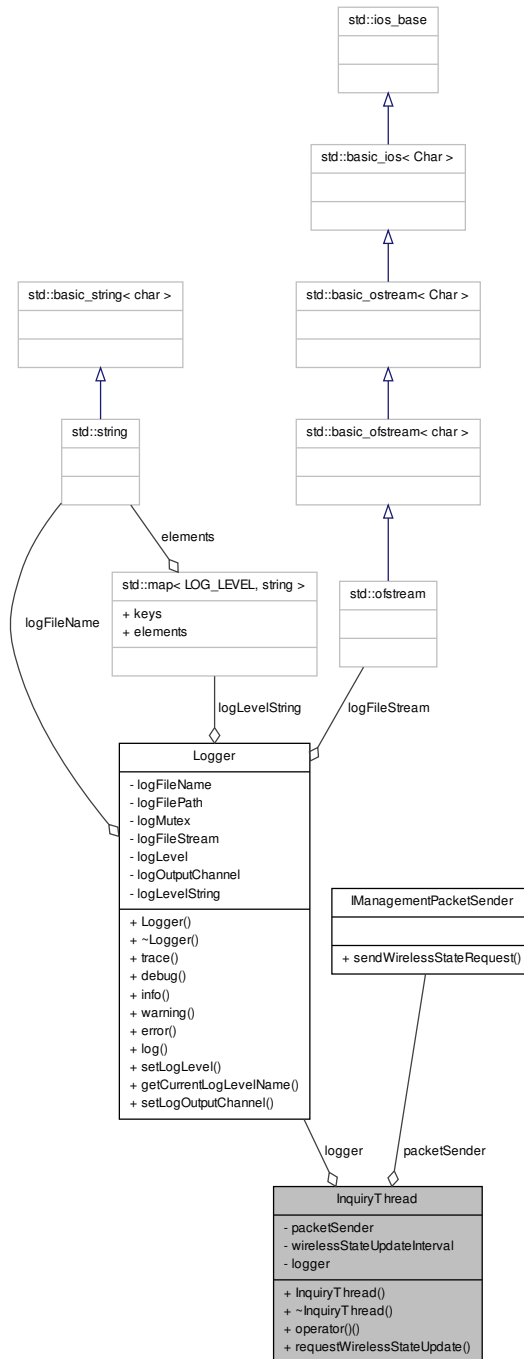 std::ios_base
std::basic_ios< Char >
std::basic_string< char >
std::basic_ostream< Char >
std::string
std::basic_ofstream< char >
elements
std::map< LOG_LEVEL, string >
+ keys
+ elements
std::ofstream
logFileName
logLevelString
logFileStream
Logger
- logFileName
- logFilePath
- logMutex
- logFileStream
- logLevel
- logOutputChannel
- logLevelString
+ Logger()
+ ~Logger()
+ trace()
+ debug()
+ info()
+ warning()
+ error()
+ log()
+ setLogLevel()
+ getCurrentLogLevelName()
+ setLogOutputChannel()
IManagementPacketSender
+ sendWirelessStateRequest()
logger
packetSender
InquiryThread
- packetSender
- wirelessStateUpdateInterval
- logger
+ InquiryThread()
+ ~InquiryThread()
+ operator()()
+ requestWirelessStateUpdate()